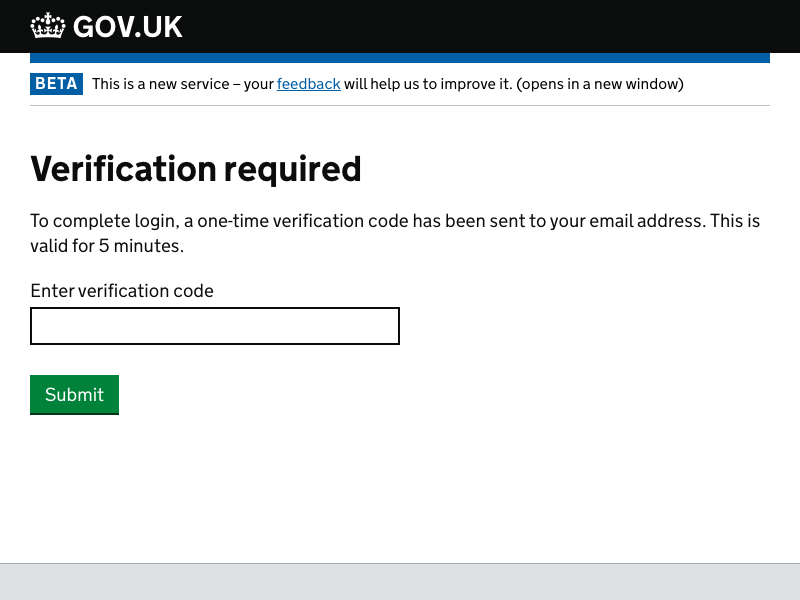 GOV.UK
BETA This is a new service – your feedback will help us to improve it. (opens in a new window)
Verification required
To complete login, a one-time verification code has been sent to your email address. This is
valid for 5 minutes.
Enter verification code
Submit